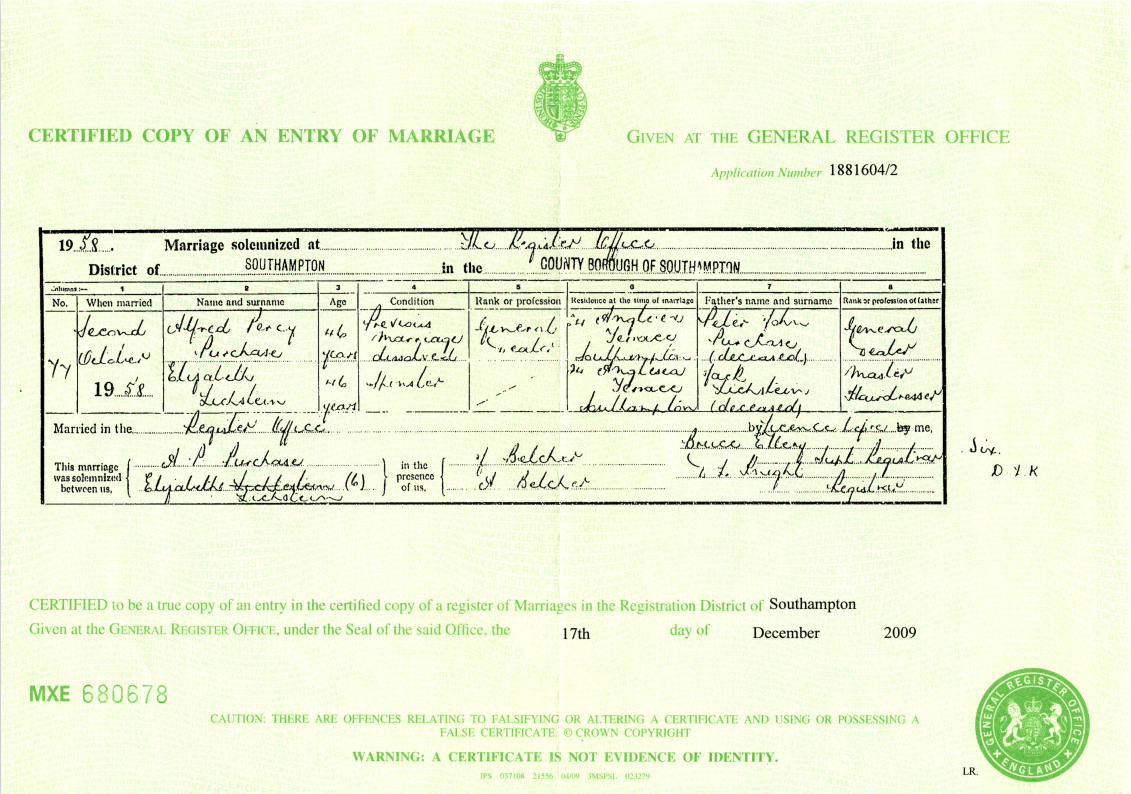 CERTIFIED COPY OF AN ENTRY OF MARRIAGE
GIVEN AT THE GENERAL REGISTER OFFICE
Application Number 1881604/2
1958. Marriage solemnized at The Register Office in the
District of SOUTHAMPTON in the COUNTY BOROUGH OF SOUTHAMPTON
Columns :— 1 2 3 4 5 6 7 8
No. When married Name and surname Age Condition Rank or profession Residence at the time of marriage Father's name and surname Rank or profession of father
77 Second October 1958
Alfred Percy Purchase
46 years
Previous marriage dissolved
General Dealer
24 Anglesea Terrace Southampton
Peter John Purchase (deceased)
General Dealer
Elizabeth Lichstein
46 years
Spinster
24 Anglesea Terrace Southampton
Jack Lichstein (deceased)
Master Hairdresser
Married in the Register Office by Licence before by me,
This marriage was solemnized between us,
A. P. Purchase
Elizabeth Lichtestein (6)
Lichstein
in the presence of us,
J Belcher
A Belcher
Bruce Ellery Supt Registrar
D. Y. Knight Registrar
Six.
D Y K
CERTIFIED to be a true copy of an entry in the certified copy of a register of Marriages in the Registration District of Southampton
Given at the GENERAL REGISTER OFFICE, under the Seal of the said Office, the 17th day of December 2009
MXE 680678
CAUTION: THERE ARE OFFENCES RELATING TO FALSIFYING OR ALTERING A CERTIFICATE AND USING OR POSSESSING A
FALSE CERTIFICATE. © CROWN COPYRIGHT
WARNING: A CERTIFICATE IS NOT EVIDENCE OF IDENTITY.
IPS 037108 21556 04/09 3MSPSL 023279
GENERAL REGISTER OFFICE
ENGLAND
LR.